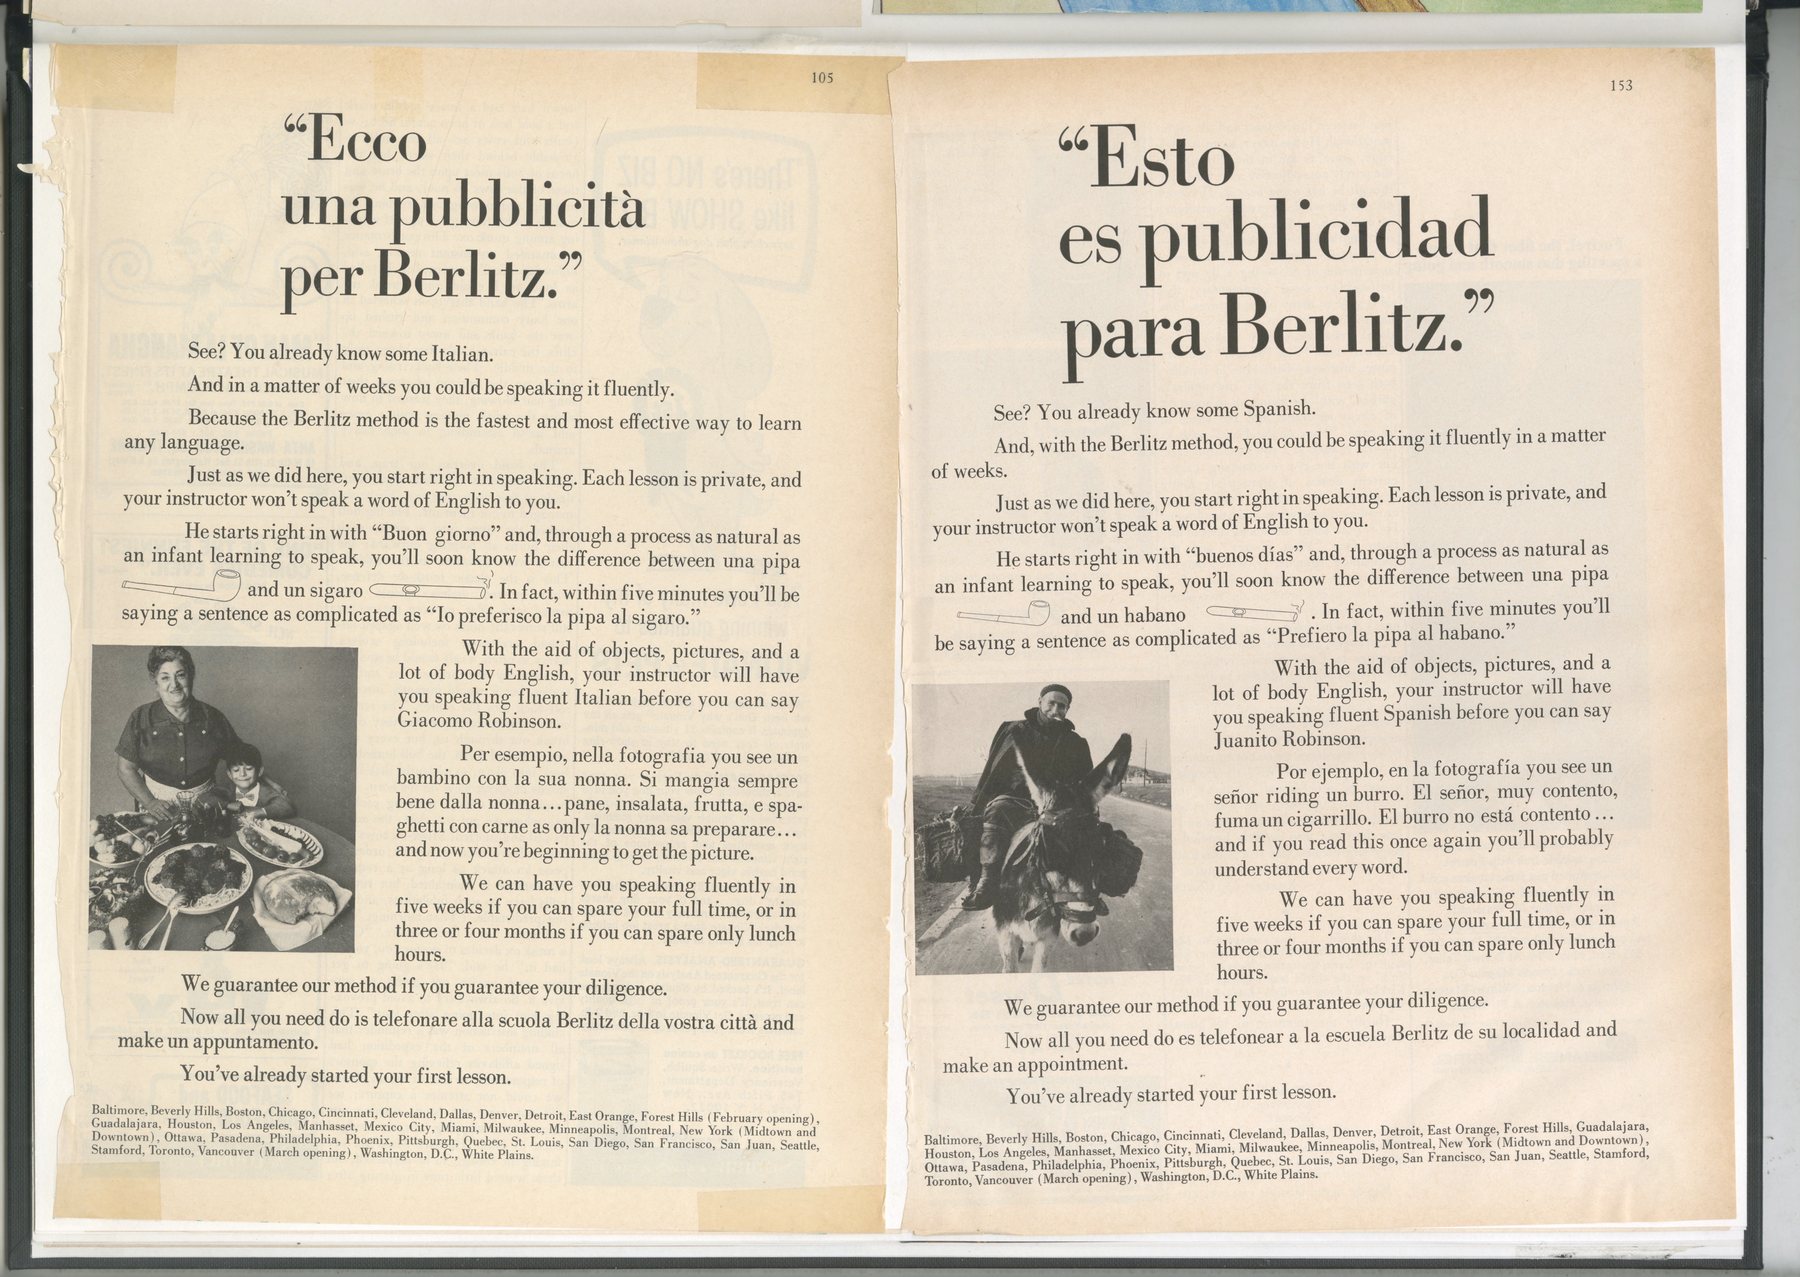 105
“Ecco
una pubblicità
per Berlitz.”
See? You already know some Italian.
And in a matter of weeks you could be speaking it fluently.
Because the Berlitz method is the fastest and most effective way to learn
any language.
Just as we did here, you start right in speaking. Each lesson is private, and
your instructor won’t speak a word of English to you.
He starts right in with “Buon giorno” and, through a process as natural as
an infant learning to speak, you’ll soon know the difference between una pipa
and un sigaro . In fact, within five minutes you’ll be
saying a sentence as complicated as “Io preferisco la pipa al sigaro.”
With the aid of objects, pictures, and a
lot of body English, your instructor will have
you speaking fluent Italian before you can say
Giacomo Robinson.
Per esempio, nella fotografia you see un
bambino con la sua nonna. Si mangia sempre
bene dalla nonna...pane, insalata, frutta, e spa-
ghetti con carne as only la nonna sa preparare...
and now you’re beginning to get the picture.
We can have you speaking fluently in
five weeks if you can spare your full time, or in
three or four months if you can spare only lunch
hours.
We guarantee our method if you guarantee your diligence.
Now all you need do is telefonare alla scuola Berlitz della vostra città and
make un appuntamento.
You’ve already started your first lesson.
Baltimore, Beverly Hills, Boston, Chicago, Cincinnati, Cleveland, Dallas, Denver, Detroit, East Orange, Forest Hills (February opening),
Guadalajara, Houston, Los Angeles, Manhasset, Mexico City, Miami, Milwaukee, Minneapolis, Montreal, New York (Midtown and
Downtown), Ottawa, Pasadena, Philadelphia, Phoenix, Pittsburgh, Quebec, St. Louis, San Diego, San Francisco, San Juan, Seattle,
Stamford, Toronto, Vancouver (March opening), Washington, D.C., White Plains.
153
“Esto
es publicidad
para Berlitz.”
See? You already know some Spanish.
And, with the Berlitz method, you could be speaking it fluently in a matter
of weeks.
Just as we did here, you start right in speaking. Each lesson is private, and
your instructor won’t speak a word of English to you.
He starts right in with “buenos días” and, through a process as natural as
an infant learning to speak, you’ll soon know the difference between una pipa
and un habano . In fact, within five minutes you’ll
be saying a sentence as complicated as “Prefiero la pipa al habano.”
With the aid of objects, pictures, and a
lot of body English, your instructor will have
you speaking fluent Spanish before you can say
Juanito Robinson.
Por ejemplo, en la fotografía you see un
señor riding un burro. El señor, muy contento,
fuma un cigarrillo. El burro no está contento...
and if you read this once again you’ll probably
understand every word.
We can have you speaking fluently in
five weeks if you can spare your full time, or in
three or four months if you can spare only lunch
hours.
We guarantee our method if you guarantee your diligence.
Now all you need do es telefonear a la escuela Berlitz de su localidad and
make an appointment.
You’ve already started your first lesson.
Baltimore, Beverly Hills, Boston, Chicago, Cincinnati, Cleveland, Dallas, Denver, Detroit, East Orange, Forest Hills, Guadalajara,
Houston, Los Angeles, Manhasset, Mexico City, Miami, Milwaukee, Minneapolis, Montreal, New York (Midtown and Downtown),
Ottawa, Pasadena, Philadelphia, Phoenix, Pittsburgh, Quebec, St. Louis, San Diego, San Francisco, San Juan, Seattle, Stamford,
Toronto, Vancouver (March opening), Washington, D.C., White Plains.